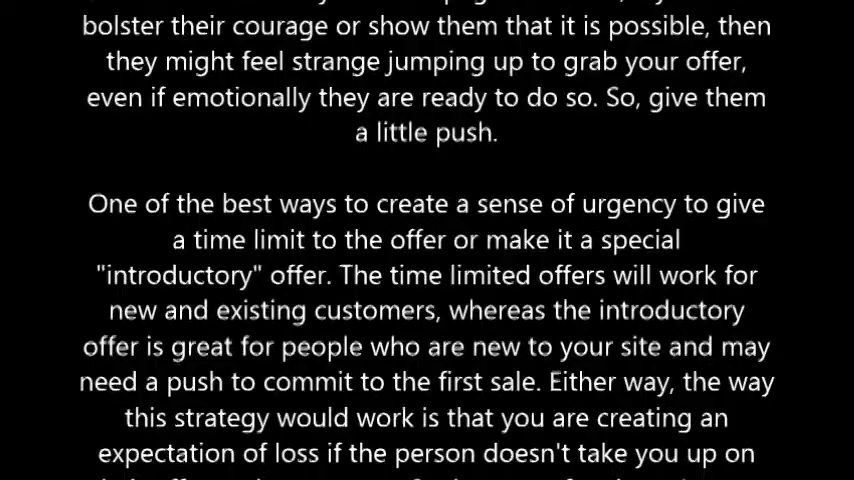 bolster their courage or show them that it is possible, then
they might feel strange jumping up to grab your offer,
even if emotionally they are ready to do so. So, give them
a little push.
One of the best ways to create a sense of urgency to give
a time limit to the offer or make it a special
"introductory" offer. The time limited offers will work for
new and existing customers, whereas the introductory
offer is great for people who are new to your site and may
need a push to commit to the first sale. Either way, the way
this strategy would work is that you are creating an
expectation of loss if the person doesn't take you up on